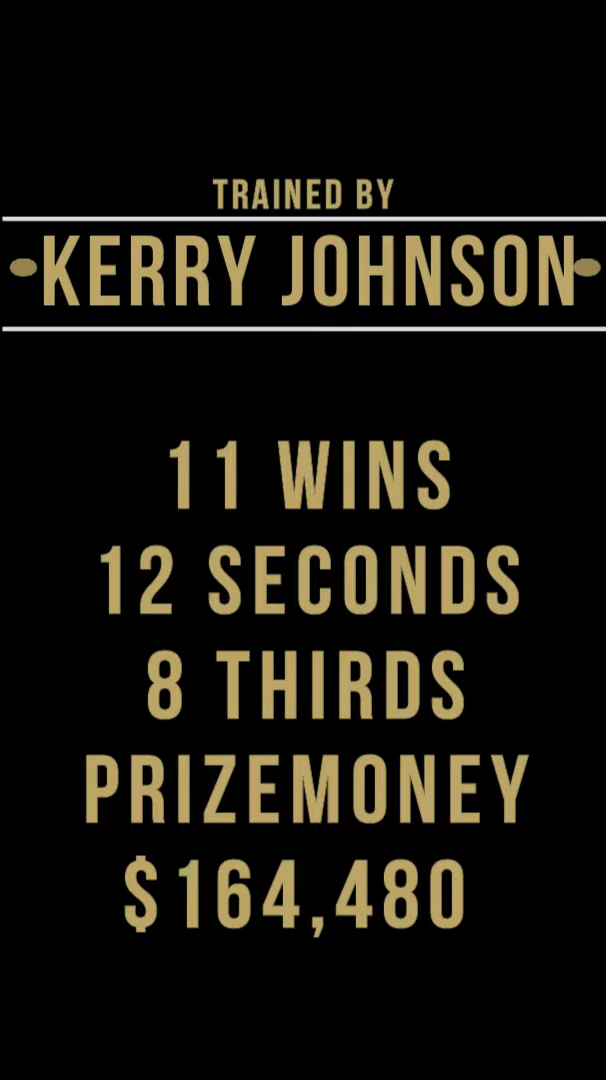 TRAINED BY
KERRY JOHNSON
11 WINS
12 SECONDS
8 THIRDS
PRIZEMONEY
$164,480